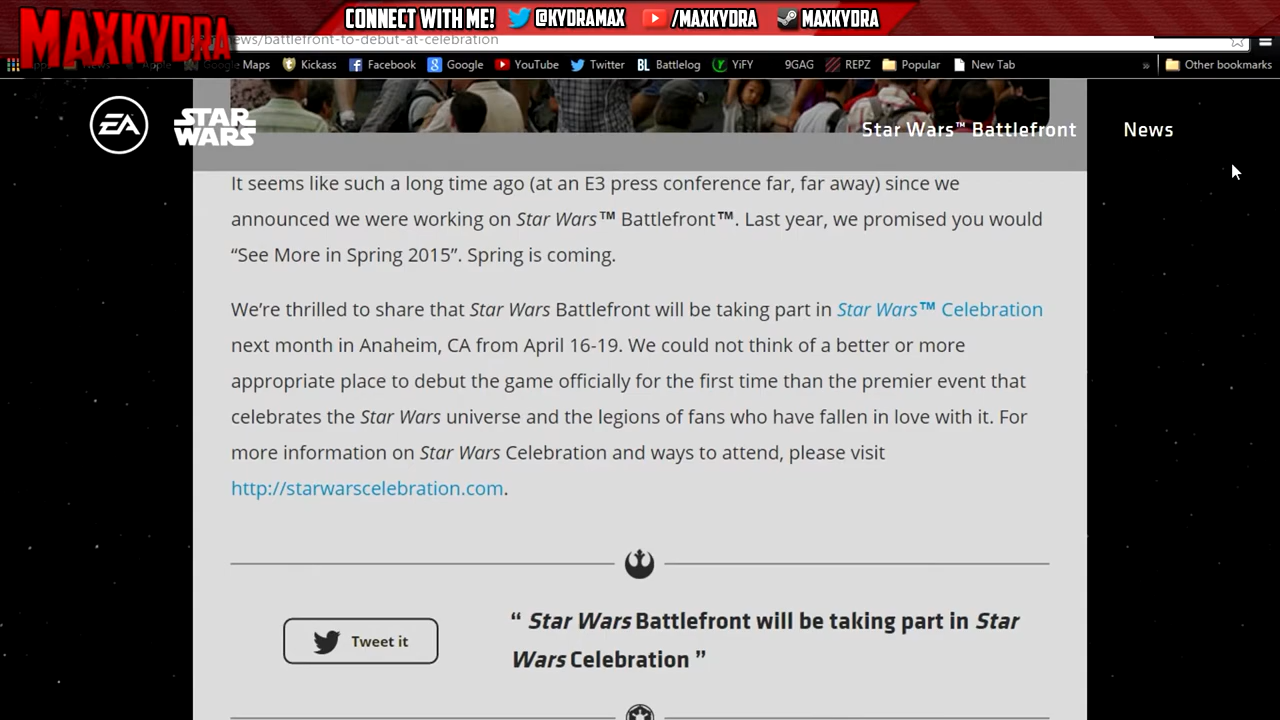 CONNECT WITH ME! @KYDRAMAX /MAXKYDRA MAXKYDRA
MAXKYDRA
news/battlefront-to-debut-at-celebration
Apps News Apple Google Maps Kickass Facebook Google YouTube Twitter BL Battlelog YiFY 9GAG REPZ Popular New Tab » Other bookmarks
EA STAR WARS Star Wars™ Battlefront News
It seems like such a long time ago (at an E3 press conference far, far away) since we
announced we were working on Star Wars™ Battlefront™. Last year, we promised you would
“See More in Spring 2015”. Spring is coming.
We’re thrilled to share that Star Wars Battlefront will be taking part in Star Wars™ Celebration
next month in Anaheim, CA from April 16-19. We could not think of a better or more
appropriate place to debut the game officially for the first time than the premier event that
celebrates the Star Wars universe and the legions of fans who have fallen in love with it. For
more information on Star Wars Celebration and ways to attend, please visit
http://starwarscelebration.com.
Tweet it
“ Star Wars Battlefront will be taking part in Star
Wars Celebration ”